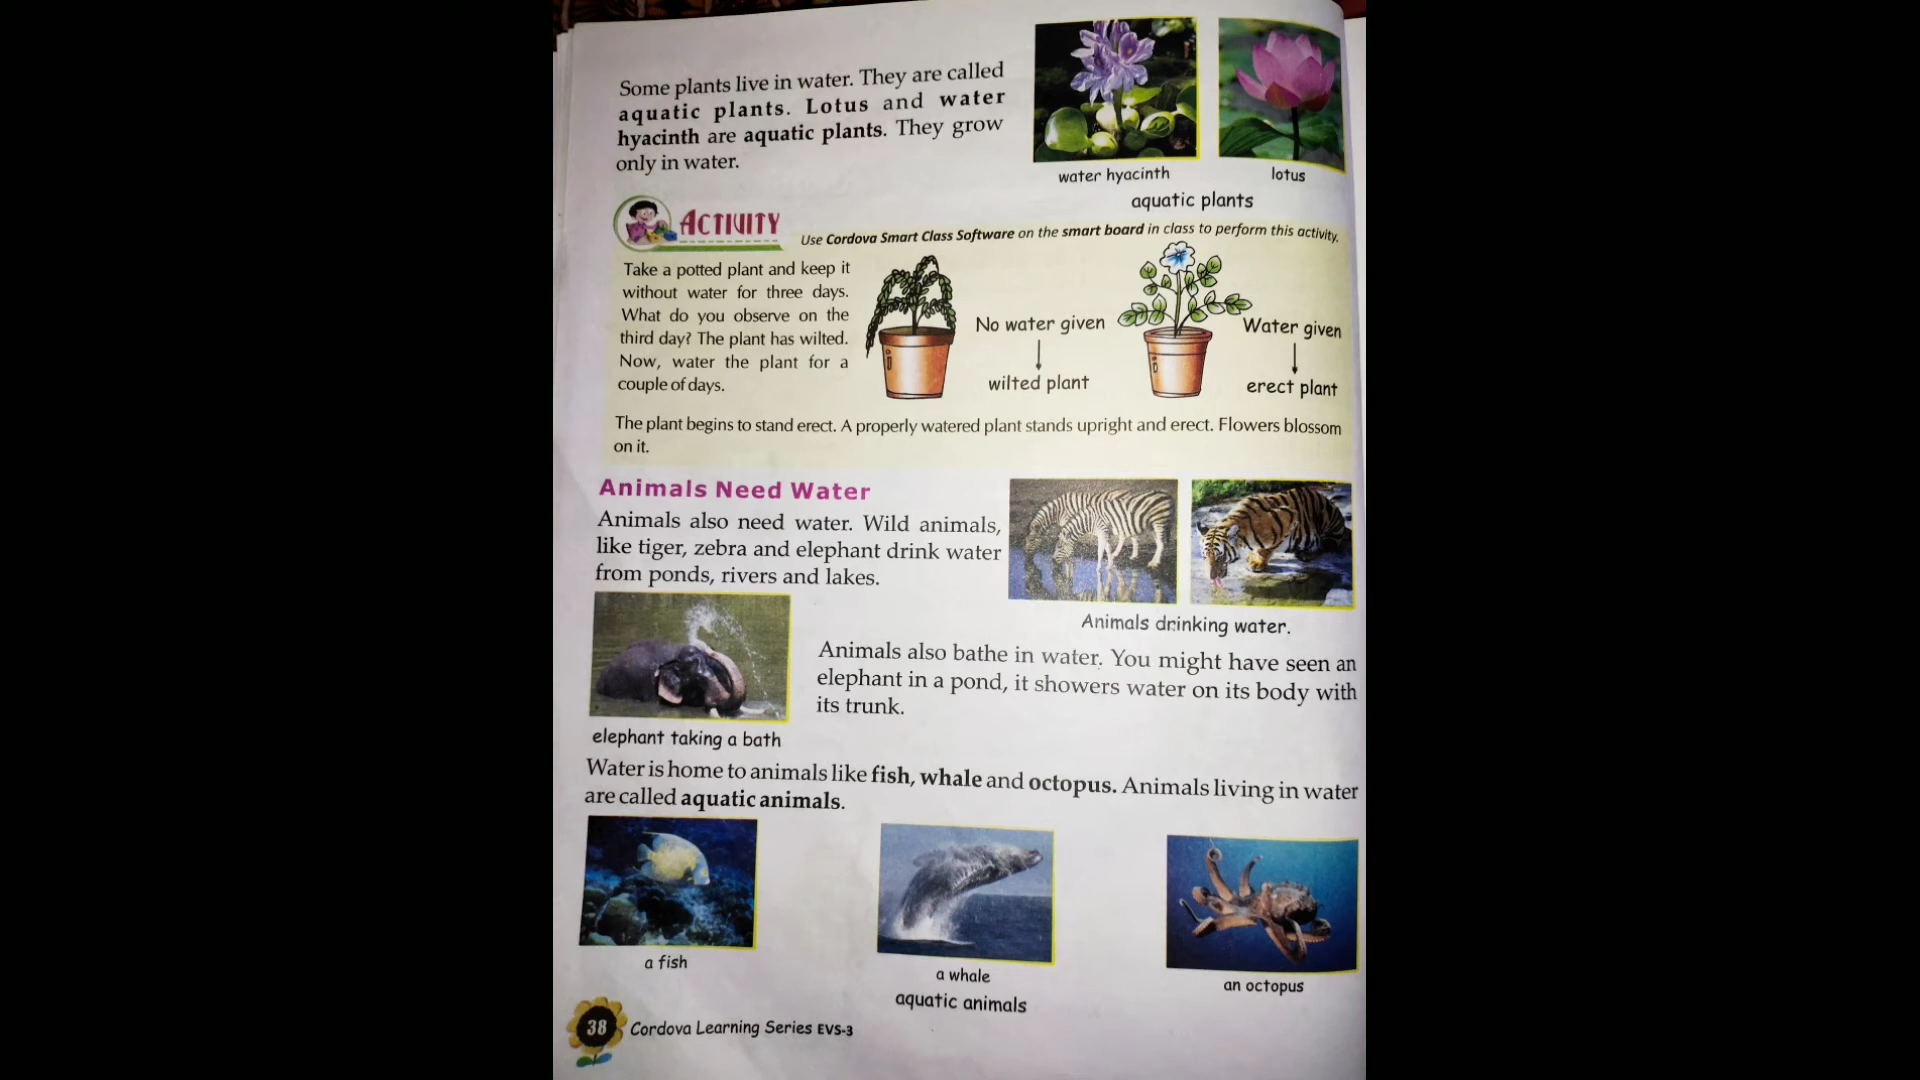 Some plants live in water. They are called
aquatic plants. Lotus and water
hyacinth are aquatic plants. They grow
only in water.
water hyacinth
lotus
aquatic plants
ACTIVITY
Use Cordova Smart Class Software on the smart board in class to perform this activity.
Take a potted plant and keep it
without water for three days.
What do you observe on the
third day? The plant has wilted.
Now, water the plant for a
couple of days.
No water given
wilted plant
Water given
erect plant
The plant begins to stand erect. A properly watered plant stands upright and erect. Flowers blossom
on it.
Animals Need Water
Animals also need water. Wild animals,
like tiger, zebra and elephant drink water
from ponds, rivers and lakes.
Animals drinking water.
Animals also bathe in water. You might have seen an
elephant in a pond, it showers water on its body with
its trunk.
elephant taking a bath
Water is home to animals like fish, whale and octopus. Animals living in water
are called aquatic animals.
a fish
a whale
an octopus
aquatic animals
38 Cordova Learning Series EVS-3